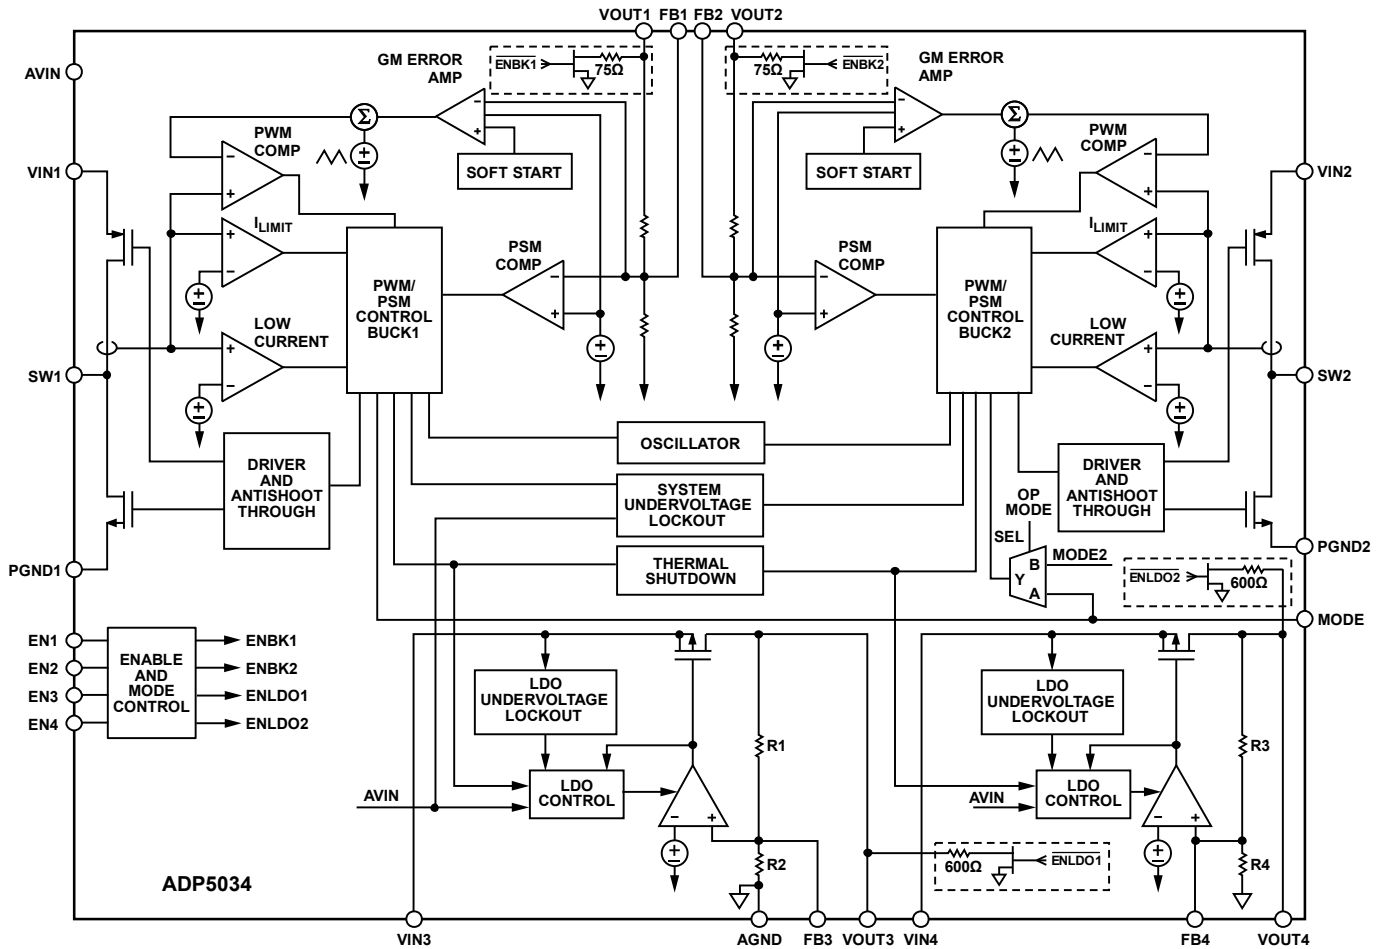 VOUT1 FB1 FB2 VOUT2
AVIN
GM ERROR
AMP
ENBK1
75Ω
75Ω
ENBK2
GM ERROR
AMP
PWM
COMP
Σ
−
−
+
−
+
±
SOFT START
−
−
+
SOFT START
Σ
±
PWM
COMP
−
+
VIN1
VIN2
ILIMIT
+
−
±
PWM/
PSM
CONTROL
BUCK1
PSM
COMP
−
+
±
PSM
COMP
−
+
±
PWM/
PSM
CONTROL
BUCK2
ILIMIT
+
−
±
LOW
CURRENT
+
−
±
LOW
CURRENT
+
−
±
SW1
SW2
DRIVER
AND
ANTISHOOT
THROUGH
OSCILLATOR
SYSTEM
UNDERVOLTAGE
LOCKOUT
THERMAL
SHUTDOWN
OP
MODE
SEL
B
Y
A
MODE2
DRIVER
AND
ANTISHOOT
THROUGH
PGND1
PGND2
ENLDO2
600Ω
MODE
EN1
EN2
EN3
EN4
ENABLE
AND
MODE
CONTROL
ENBK1
ENBK2
ENLDO1
ENLDO2
LDO
UNDERVOLTAGE
LOCKOUT
R1
LDO
UNDERVOLTAGE
LOCKOUT
R3
AVIN
LDO
CONTROL
−
+
±
R2
AVIN
LDO
CONTROL
−
+
±
R4
600Ω
ENLDO1
ADP5034
VIN3
AGND
FB3
VOUT3
VIN4
FB4
VOUT4